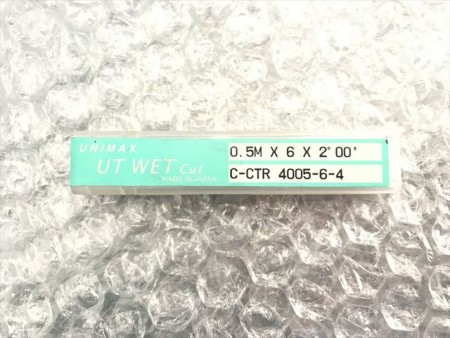 UNIMAX
UT WET Cut
MADE IN JAPAN
0.5M X 6 X 2°00'
C-CTR 4005-6-4